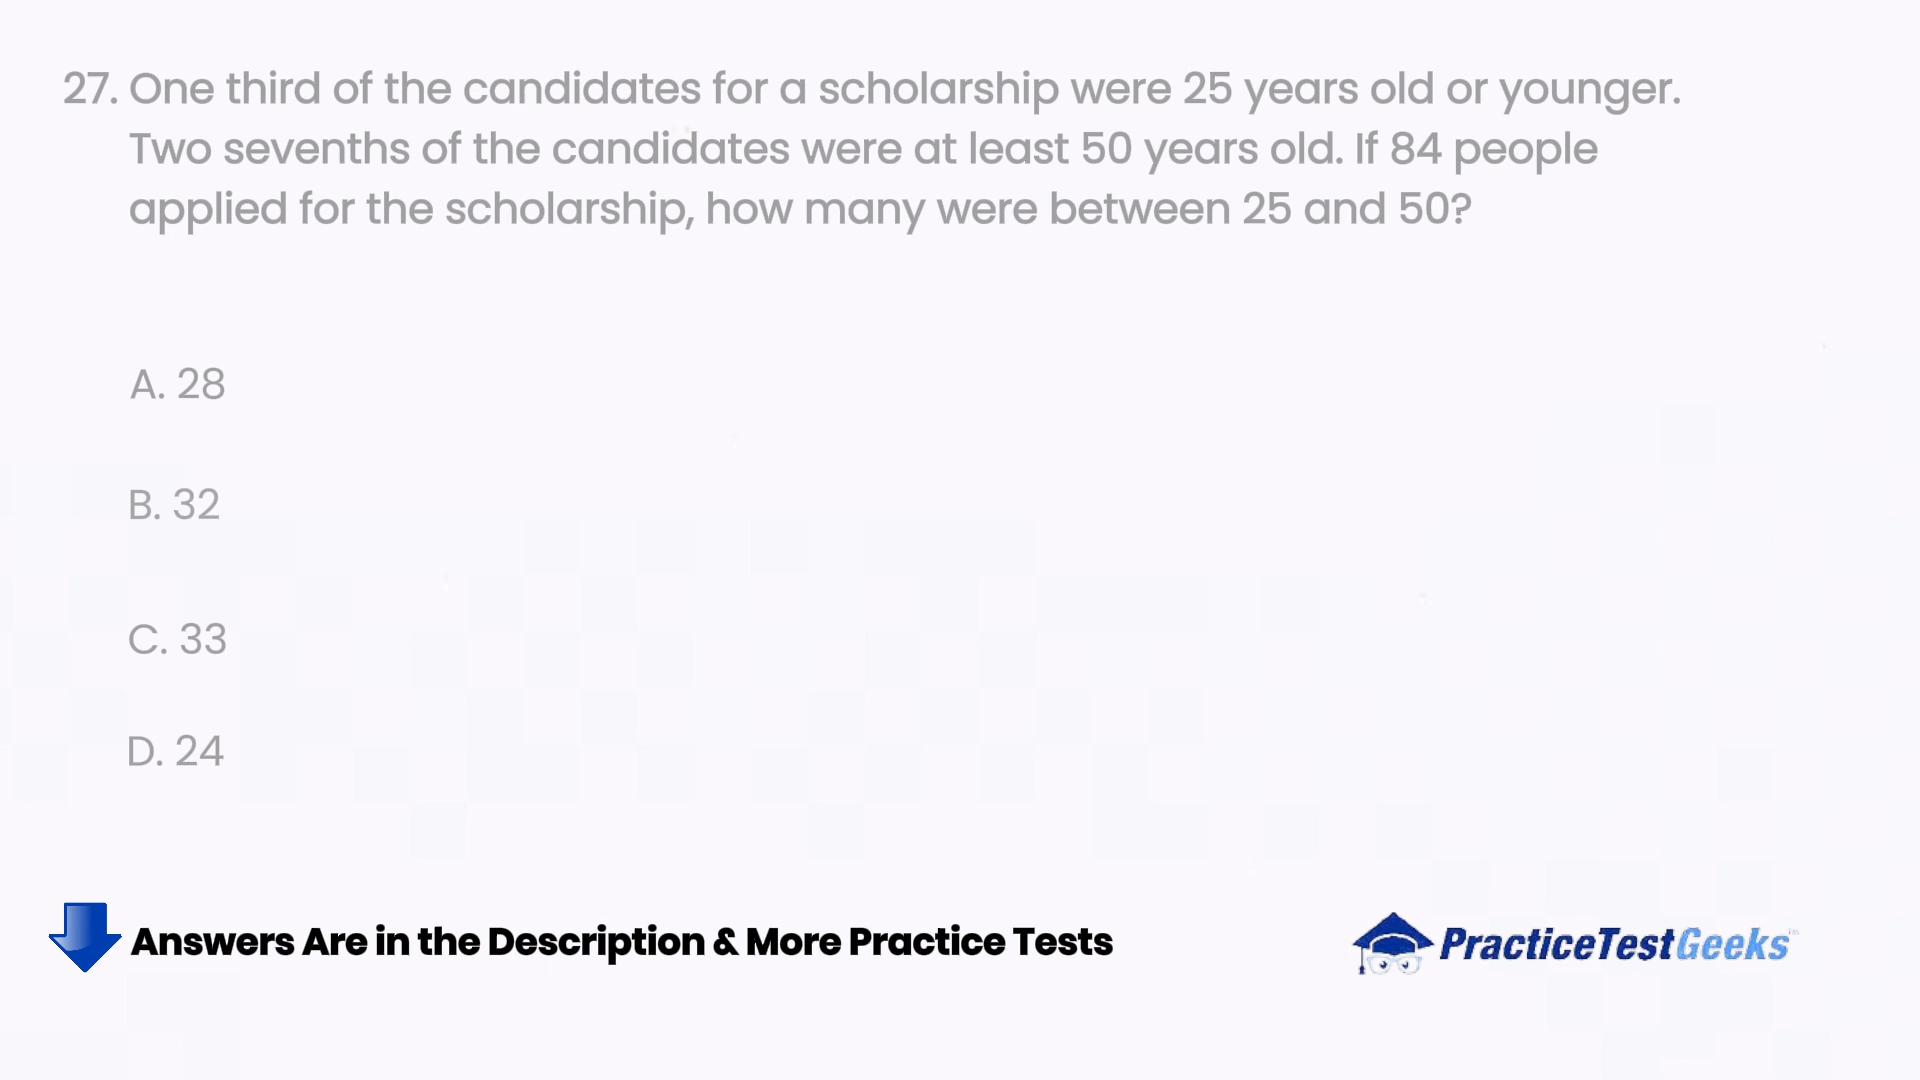 27. One third of the candidates for a scholarship were 25 years old or younger.
Two sevenths of the candidates were at least 50 years old. If 84 people
applied for the scholarship, how many were between 25 and 50?
A. 28
B. 32
C. 33
D. 24
Answers Are in the Description & More Practice Tests
PracticeTestGeeks™